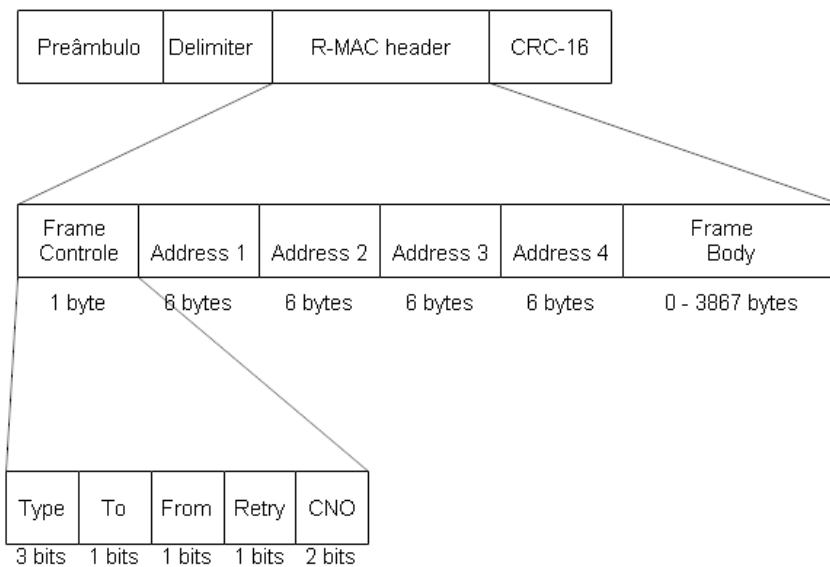 Preâmbulo Delimiter R-MAC header CRC-16
Frame
Controle
Address 1 Address 2 Address 3 Address 4
Frame
Body
1 byte 6 bytes 6 bytes 6 bytes 6 bytes 0 - 3867 bytes
Type To From Retry CNO
3 bits 1 bits 1 bits 1 bits 2 bits